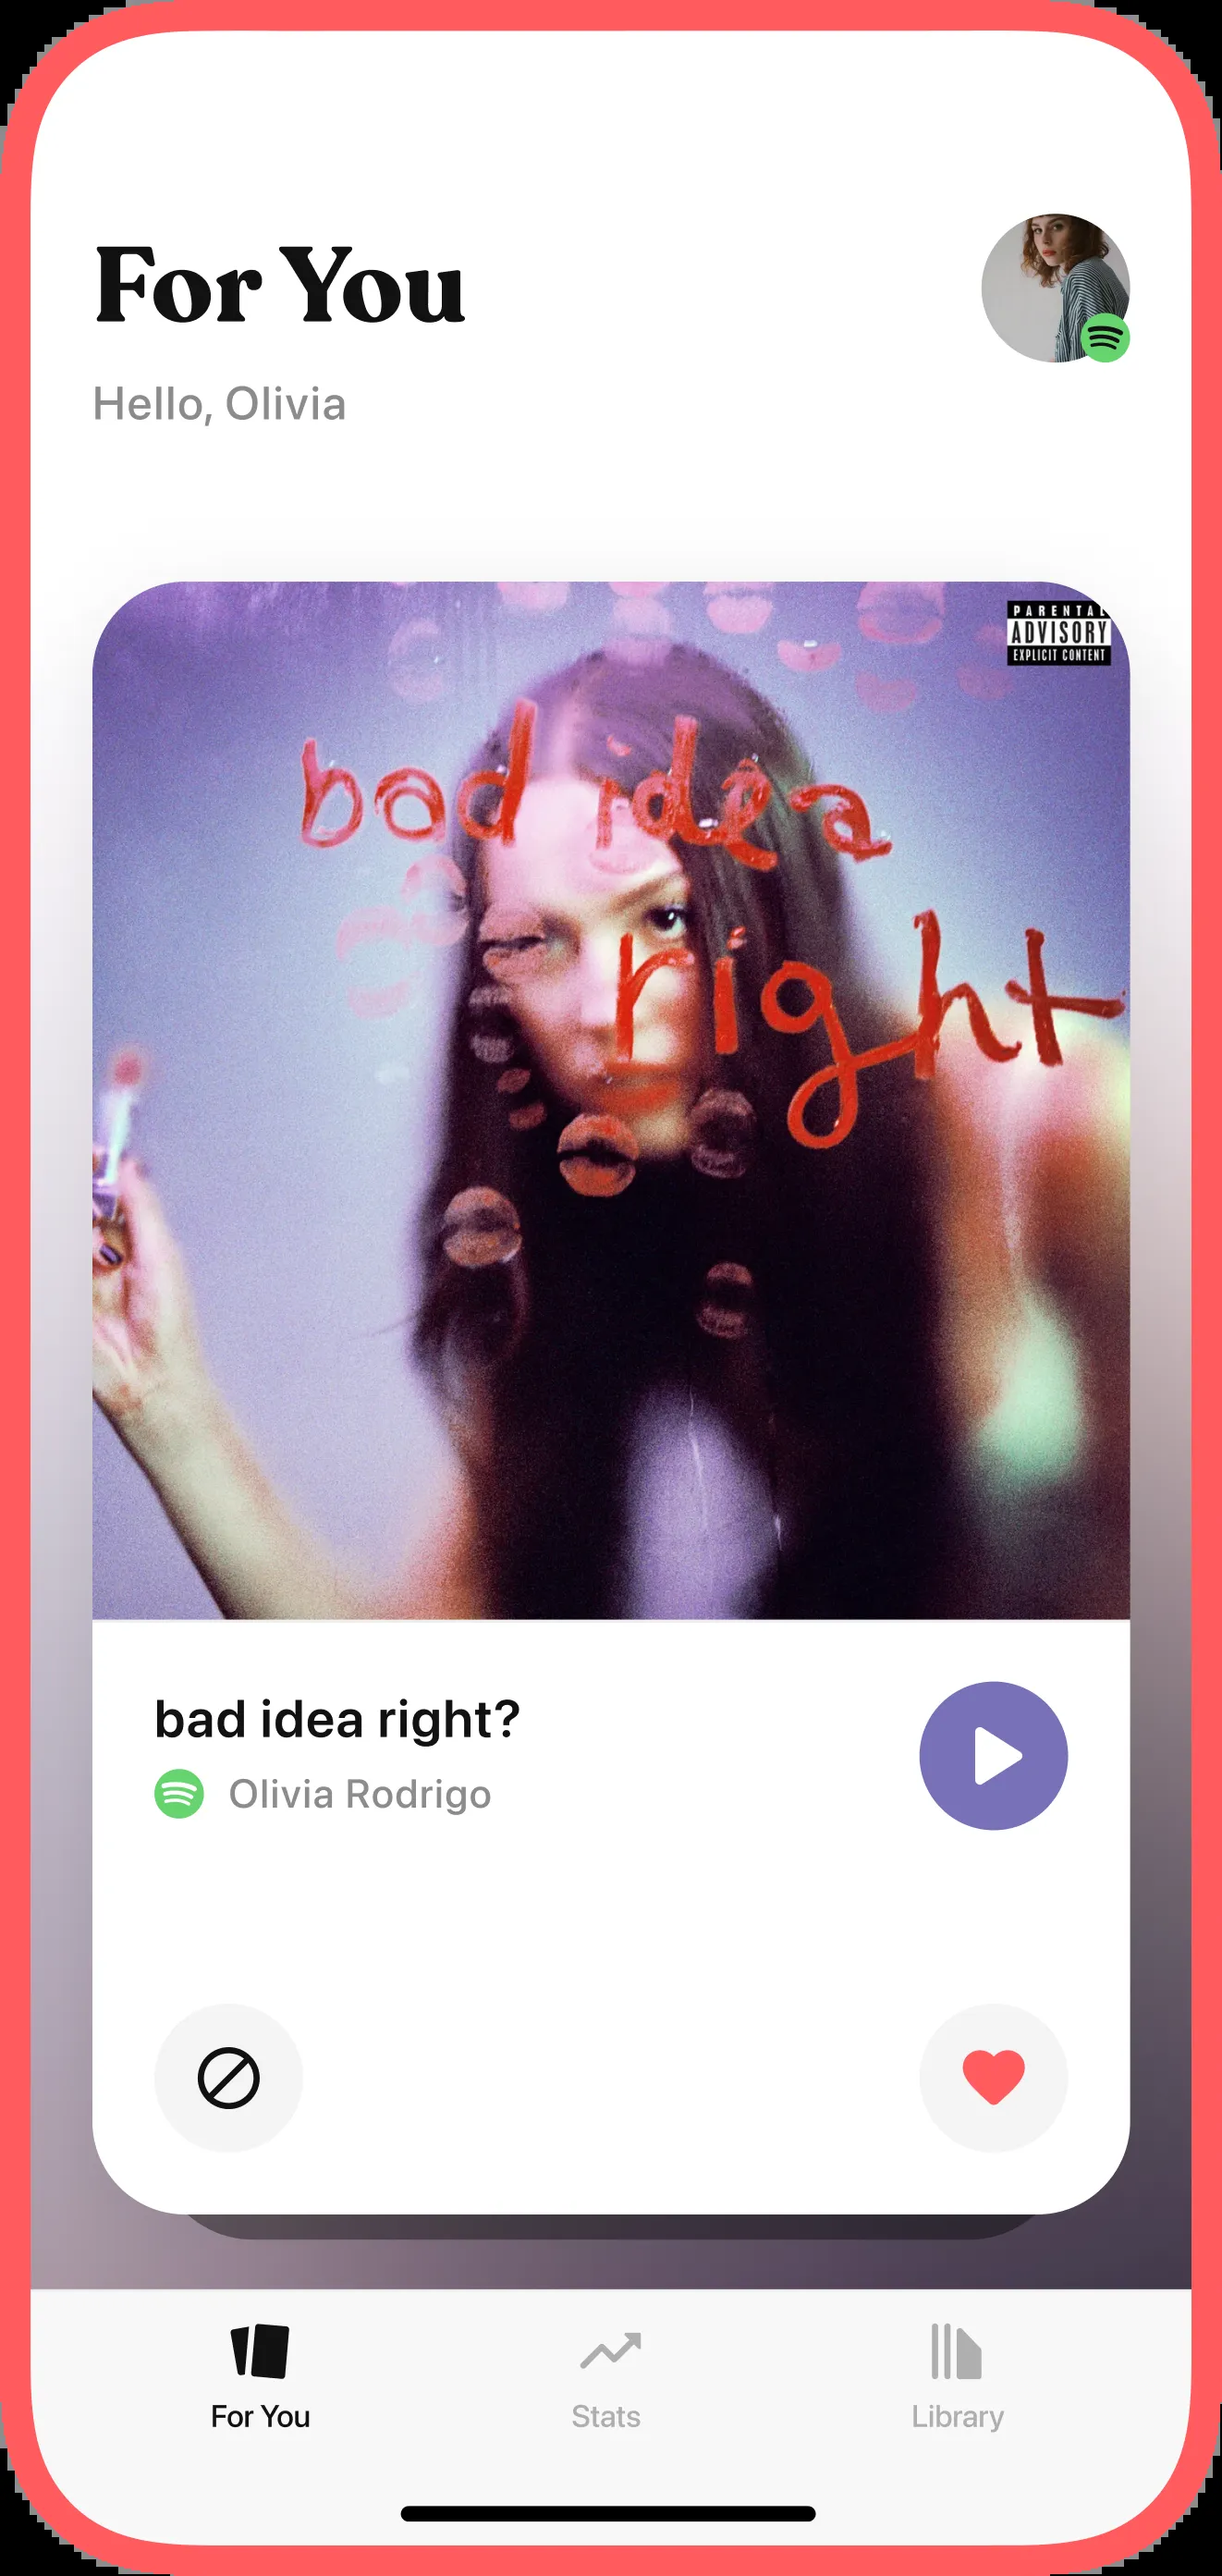 For You
Hello, Olivia
PARENTAL
ADVISORY
EXPLICIT CONTENT
bad idea
right
bad idea right?
Olivia Rodrigo
For You
Stats
Library